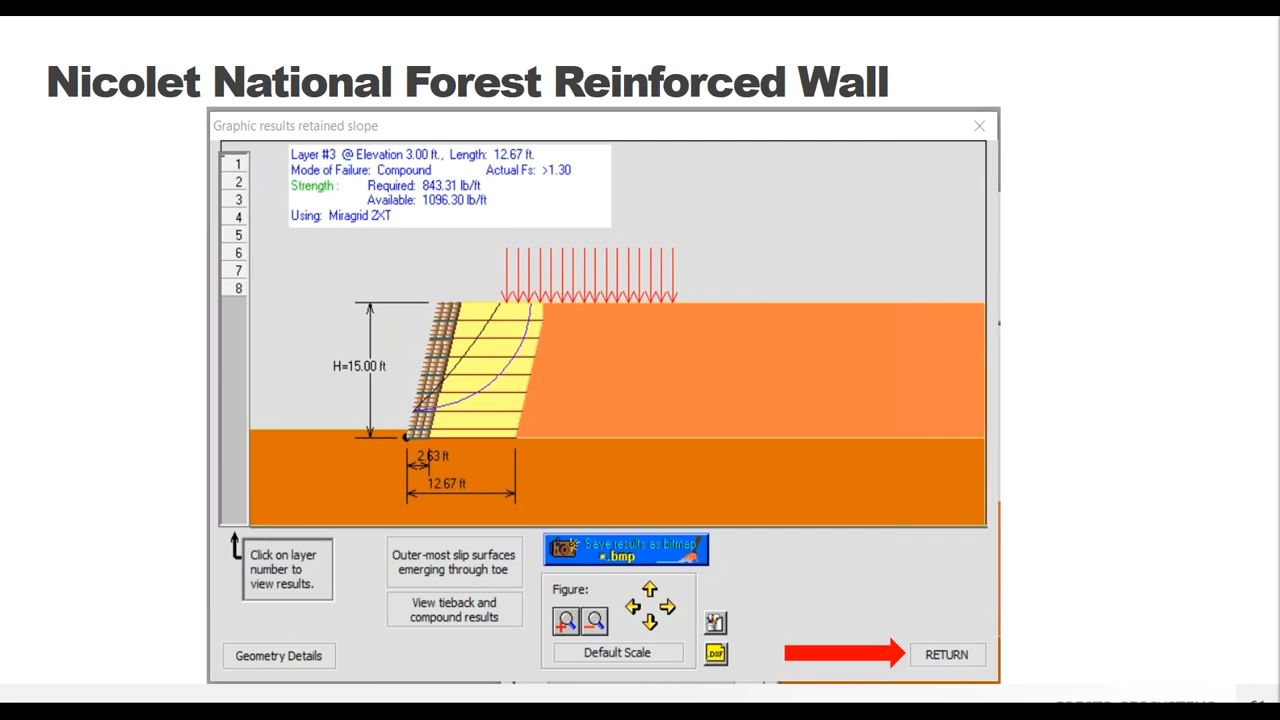 Nicolet National Forest Reinforced Wall
Graphic results retained slope
Layer #3 @ Elevation 3.00 ft., Length: 12.67 ft.
Mode of Failure: Compound Actual Fs: >1.30
Strength : Required: 843.31 lb/ft
Available: 1096.30 lb/ft
Using: Miragrid 2XT
1
2
3
4
5
6
7
8
H=15.00 ft
2.63 ft
12.67 ft
Click on layer
number to
view results.
Outer-most slip surfaces
emerging through toe
View tieback and
compound results
Geometry Details
Save results as bitmap
*.bmp
Figure:
Default Scale
.DXF
RETURN